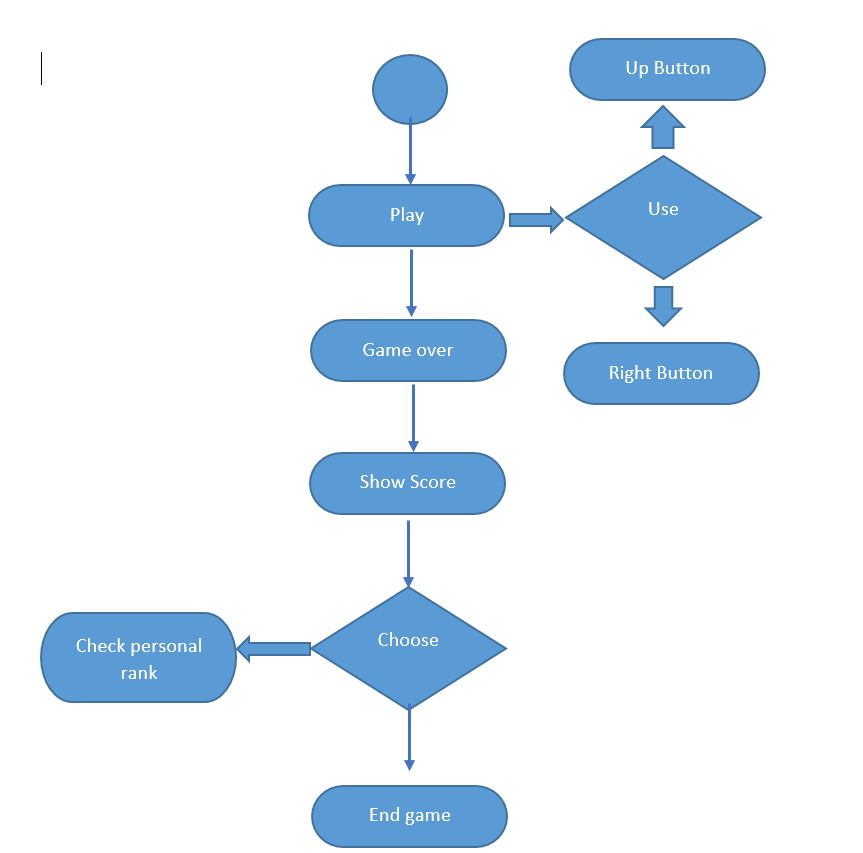 Up Button
Play
Use
Game over
Right Button
Show Score
Choose
Check personal
rank
End game